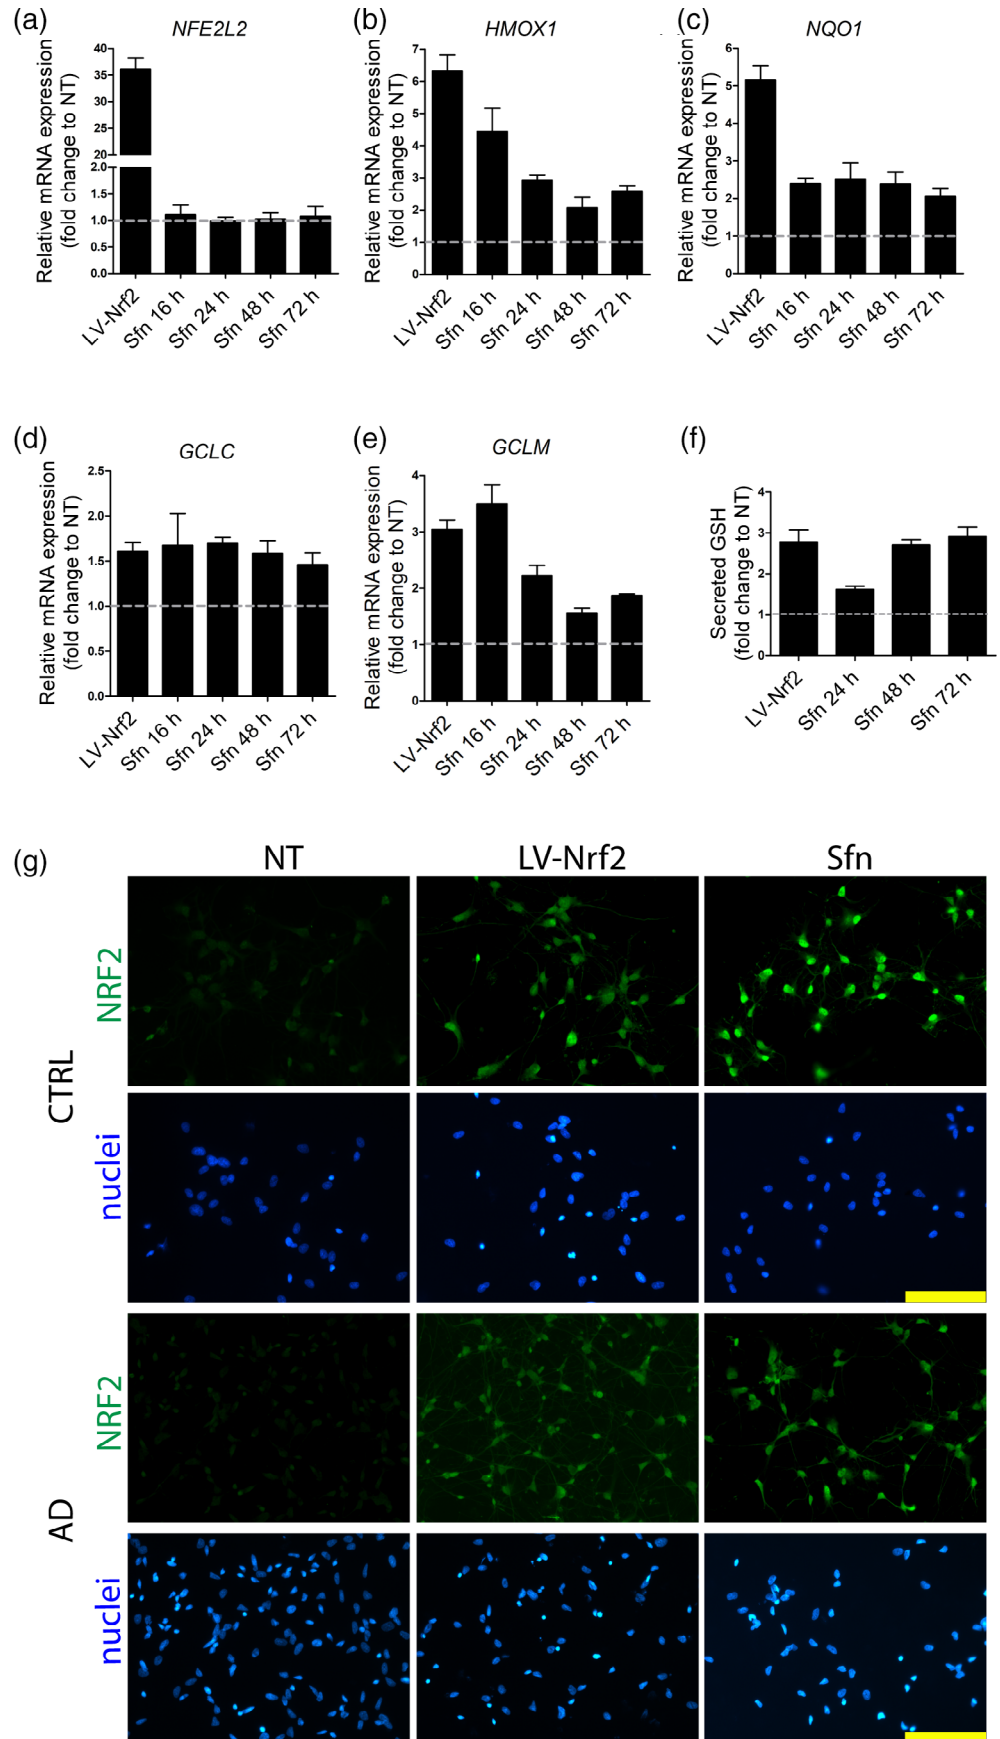 (a)
NFE2L2
Relative mRNA expression
(fold change to NT)
40
35
30
25
20
2.0
1.5
1.0
0.5
0.0
LV-Nrf2
Sfn 16 h
Sfn 24 h
Sfn 48 h
Sfn 72 h
(b)
HMOX1
Relative mRNA expression
(fold change to NT)
7
6
5
4
3
2
1
0
LV-Nrf2
Sfn 16 h
Sfn 24 h
Sfn 48 h
Sfn 72 h
(c)
NQO1
Relative mRNA expression
(fold change to NT)
6
5
4
3
2
1
0
LV-Nrf2
Sfn 16 h
Sfn 24 h
Sfn 48 h
Sfn 72 h
(d)
GCLC
Relative mRNA expression
(fold change to NT)
2.5
2.0
1.5
1.0
0.5
0.0
LV-Nrf2
Sfn 16 h
Sfn 24 h
Sfn 48 h
Sfn 72 h
(e)
GCLM
Relative mRNA expression
(fold change to NT)
4
3
2
1
0
LV-Nrf2
Sfn 16 h
Sfn 24 h
Sfn 48 h
Sfn 72 h
(f)
Secreted GSH
(fold change to NT)
4
3
2
1
0
LV-Nrf2
Sfn 24 h
Sfn 48 h
Sfn 72 h
(g)
NT
LV-Nrf2
Sfn
CTRL
NRF2
nuclei
AD
NRF2
nuclei